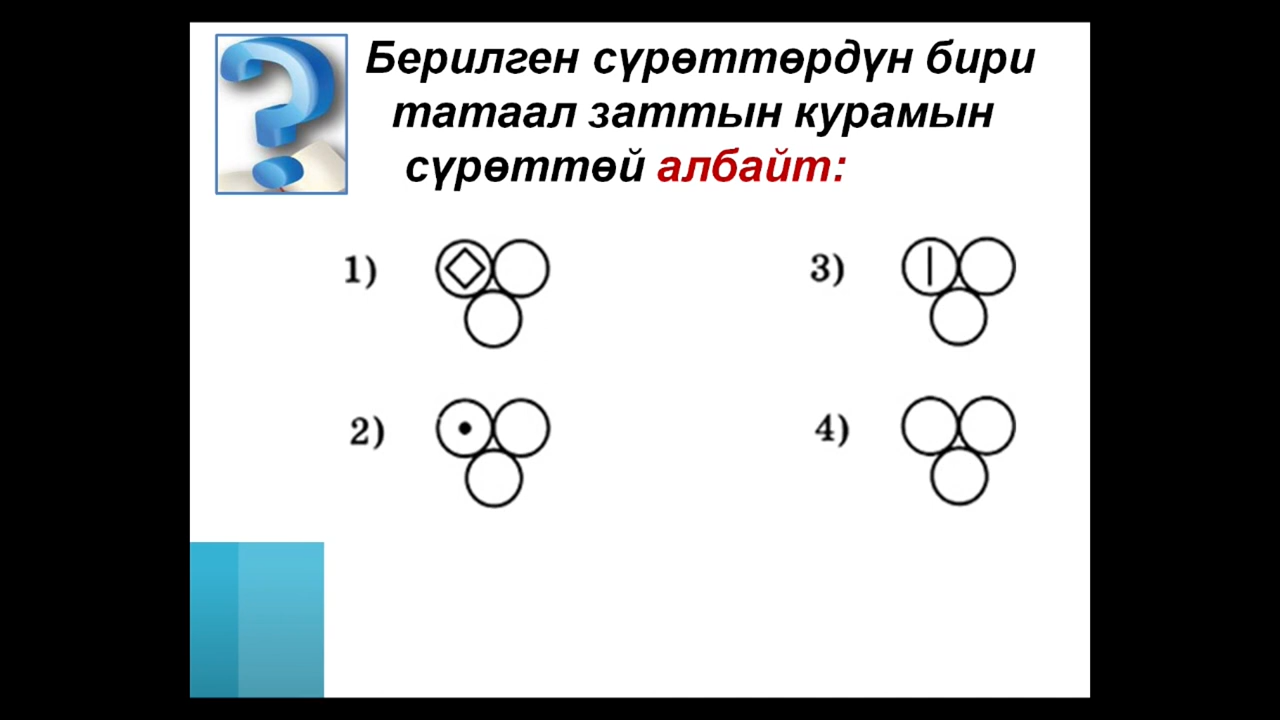 Берилген сүрөттөрдүн бири
татаал заттын курамын
сүрөттөй албайт:
1)
3)
2)
4)